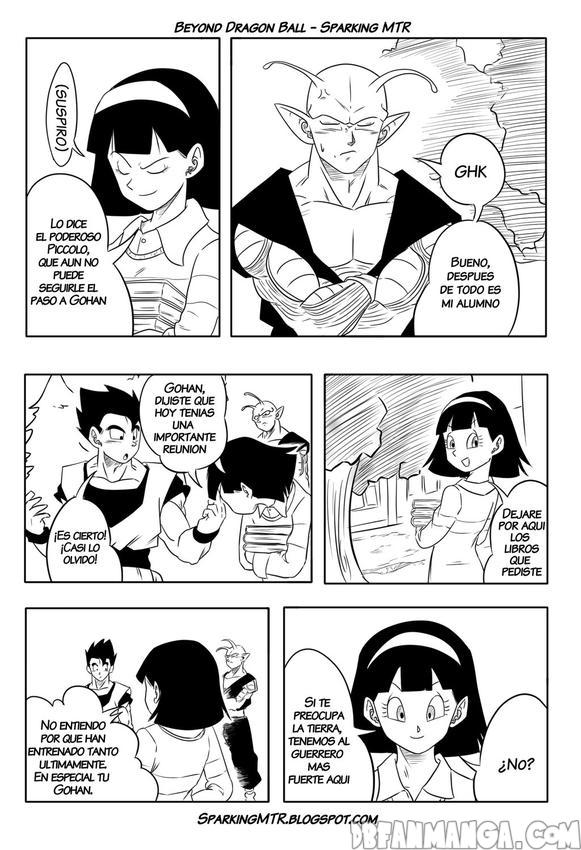 BEYOND DRAGON BALL - SPARKING MTR
(SUSPIRO)
LO DICE
EL PODEROSO
PICCOLO,
QUE AUN NO
PUEDE
SEGUIRLE EL
PASO A GOHAN
GHK
BUENO,
DESPUES
DE TODO ES
MI ALUMNO
GOHAN,
DIJISTE QUE
HOY TENIAS
UNA
IMPORTANTE
REUNION
¡ES CIERTO!
¡CASI LO
OLVIDO!
DEJARE
POR AQUI
LOS
LIBROS
QUE
PEDISTE
NO ENTIENDO
POR QUE HAN
ENTRENADO TANTO
ULTIMAMENTE.
EN ESPECIAL TU
GOHAN.
SI TE
PREOCUPA
LA TIERRA,
TENEMOS AL
GUERRERO
MAS
FUERTE AQUI
¿NO?
SPARKINGMTR.BLOGSPOT.COM
DBFANMANGA.COM